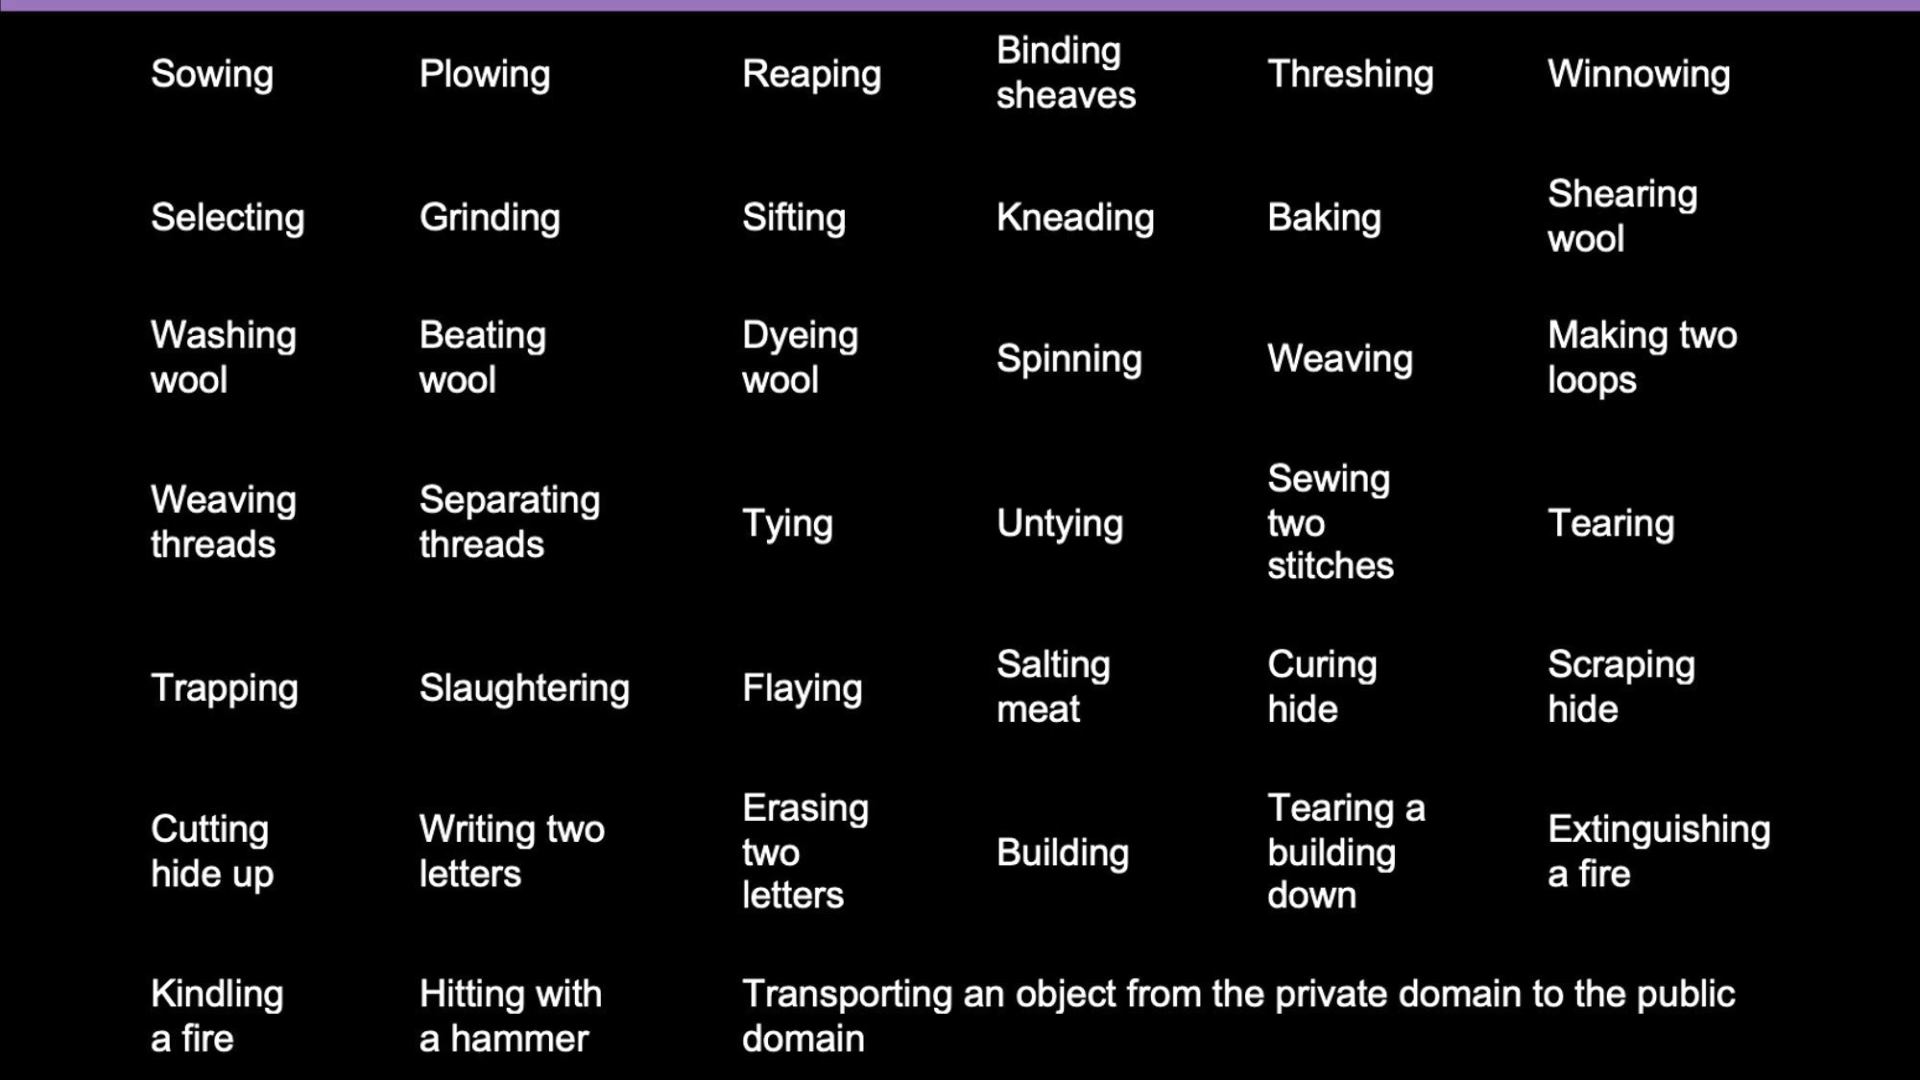 Sowing
Plowing
Reaping
Binding
sheaves
Threshing
Winnowing
Selecting
Grinding
Sifting
Kneading
Baking
Shearing
wool
Washing
wool
Beating
wool
Dyeing
wool
Spinning
Weaving
Making two
loops
Weaving
threads
Separating
threads
Tying
Untying
Sewing
two
stitches
Tearing
Trapping
Slaughtering
Flaying
Salting
meat
Curing
hide
Scraping
hide
Cutting
hide up
Writing two
letters
Erasing
two
letters
Building
Tearing a
building
down
Extinguishing
a fire
Kindling
a fire
Hitting with
a hammer
Transporting an object from the private domain to the public
domain